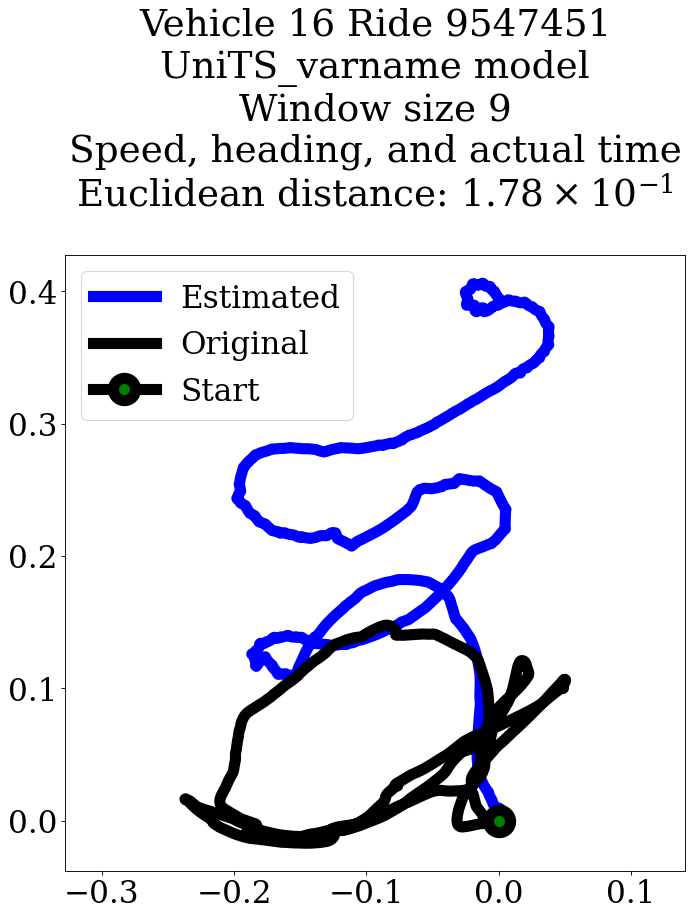 Vehicle 16 Ride 9547451
UniTS_varname model
Window size 9
Speed, heading, and actual time
Euclidean distance: 1.78 × 10⁻¹
Estimated
Original
Start
0.4
0.3
0.2
0.1
0.0
−0.3
−0.2
−0.1
0.0
0.1